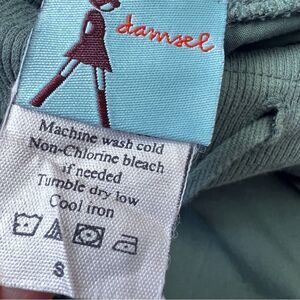 damsel
Machine wash cold
Non-Chlorine bleach
if needed
Tumble dry low
Cool iron
S